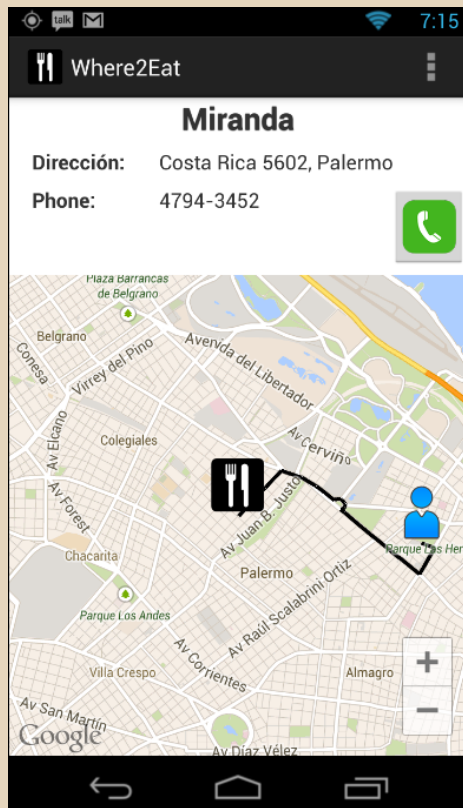 talk
7:15
Where2Eat
Miranda
Dirección: Costa Rica 5602, Palermo
Phone: 4794-3452
Plaza Barrancas
de Belgrano
Belgrano
Avenida del Libertador
Conesa
Virrey del Pino
Av Elcano
Colegiales
Av Cerviño
Av Forest
Av Juan B. Justo
Chacarita
Parque Las Her
Palermo
Parque Los Andes
Av Raúl Scalabrini Ortiz
Av Corrientes
Villa Crespo
Almagro
+
Av San Martín
−
Google
Av Díaz Vélez